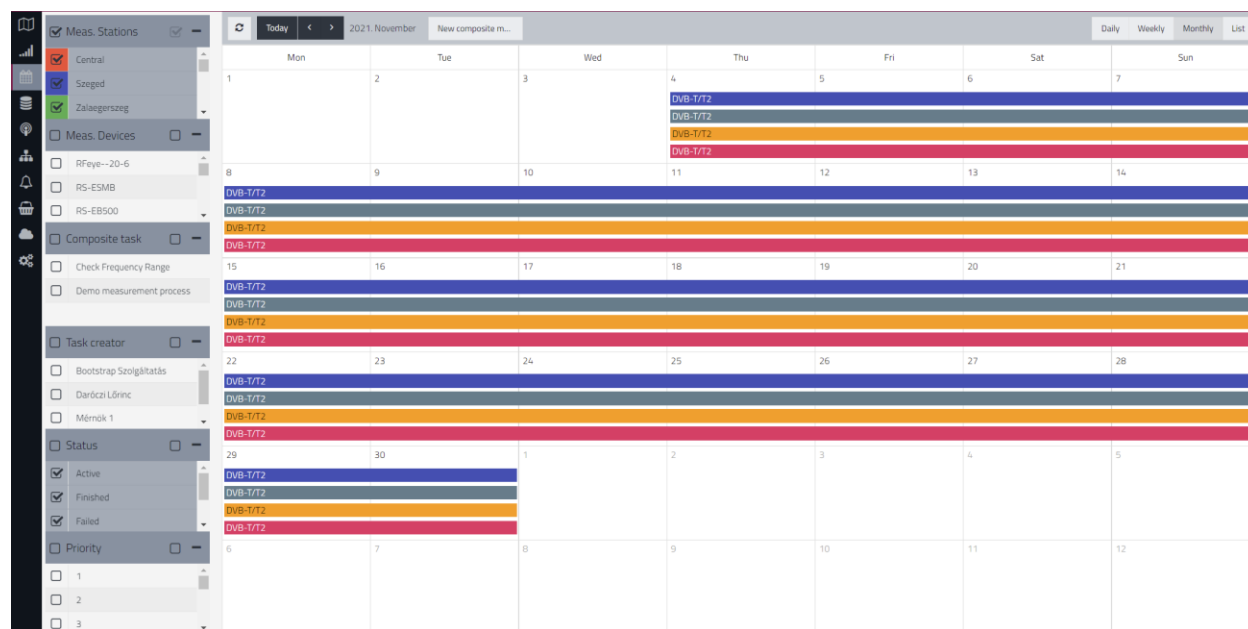 Meas. Stations
Central
Szeged
Zalaegerszeg
Meas. Devices
RFeye--20-6
RS-ESMB
RS-EB500
Composite task
Check Frequency Range
Demo measurement process
Task creator
Bootstrap Szolgáltatás
Daróczi Lőrinc
Mérnök 1
Status
Active
Finished
Failed
Priority
1
2
3
Today < > 2021. November New composite m... Daily Weekly Monthly List
Mon Tue Wed Thu Fri Sat Sun
1 2 3 4 5 6 7
DVB-T/T2
DVB-T/T2
DVB-T/T2
DVB-T/T2
8 9 10 11 12 13 14
DVB-T/T2
DVB-T/T2
DVB-T/T2
DVB-T/T2
15 16 17 18 19 20 21
DVB-T/T2
DVB-T/T2
DVB-T/T2
DVB-T/T2
22 23 24 25 26 27 28
DVB-T/T2
DVB-T/T2
DVB-T/T2
DVB-T/T2
29 30 1 2 3 4 5
DVB-T/T2
DVB-T/T2
DVB-T/T2
DVB-T/T2
6 7 8 9 10 11 12